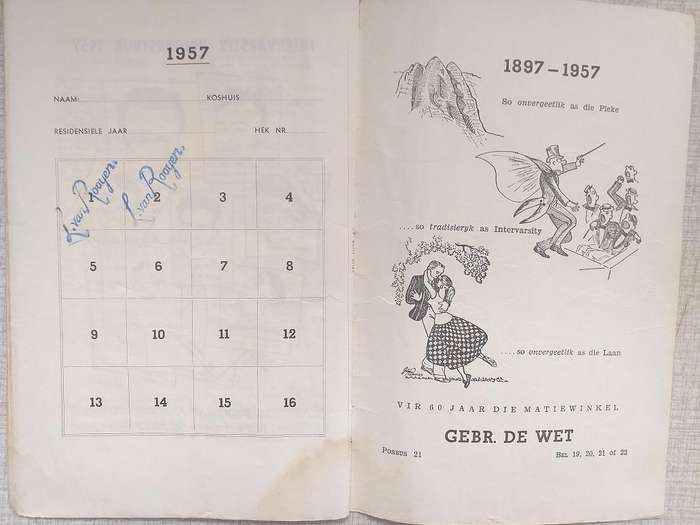 1957
NAAM: KOSHUIS
RESIDENSIELE JAAR HEK NR.
1 2 3 4
L. van Rooyen. L. van Rooyen.
5 6 7 8
9 10 11 12
13 14 15 16
1897 – 1957
So onvergeetlik as die Pieke
....so tradisieryk as Intervarsity
....so onvergeetlik as die Laan
VIR 60 JAAR DIE MATIEWINKEL
GEBR. DE WET
POSBUS 21 BEL 19, 20, 21 of 22